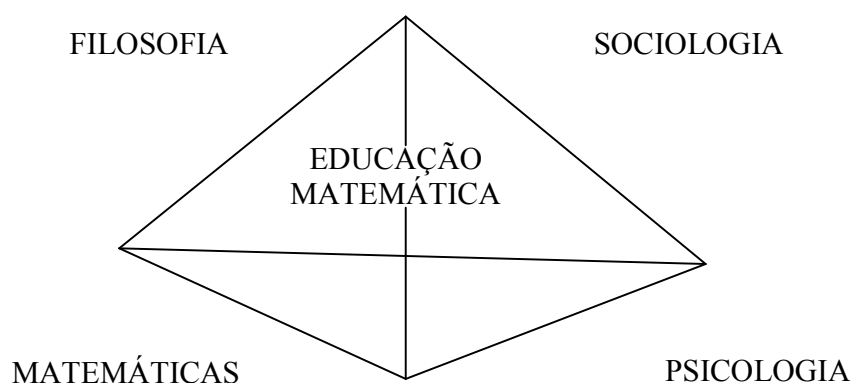 FILOSOFIA
SOCIOLOGIA
EDUCAÇÃO
MATEMÁTICA
MATEMÁTICAS
PSICOLOGIA